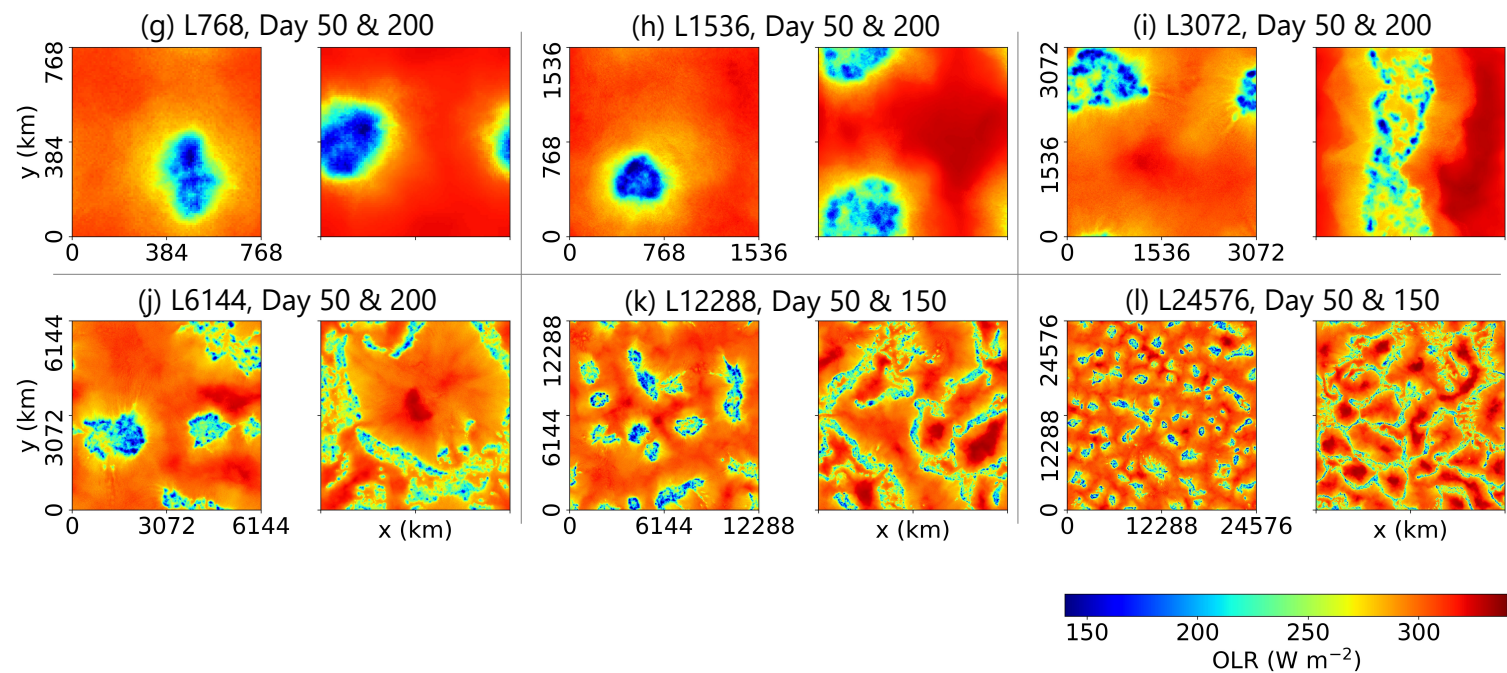 (g) L768, Day 50 & 200
(h) L1536, Day 50 & 200
(i) L3072, Day 50 & 200
y (km)
768
384
0
0 384 768
1536
768
0
0 768 1536
3072
1536
0
0 1536 3072
(j) L6144, Day 50 & 200
(k) L12288, Day 50 & 150
(l) L24576, Day 50 & 150
y (km)
6144
3072
0
0 3072 6144
x (km)
12288
6144
0
0 6144 12288
x (km)
24576
12288
0
0 12288 24576
x (km)
150 200 250 300
OLR (W m⁻²)